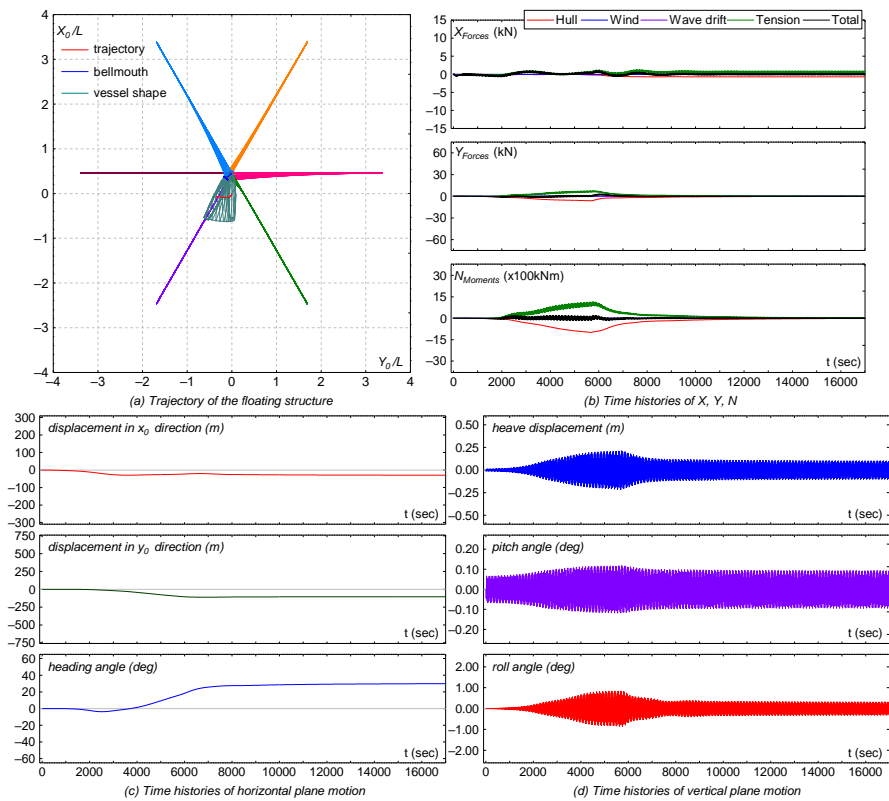 X0/L
trajectory
bellmouth
vessel shape
4
3
2
1
0
−1
−2
3
−4
Y0/L
−4 −3 −2 −1 0 1 2 3 4
(a) Trajectory of the floating structure
Hull Wind Wave drift Tension Total
XForces (kN)
15
10
5
0
−5
−10
−15
YForces (kN)
60
30
0
−30
−60
NMoments (x100kNm)
30
15
0
−15
−30
t (sec)
0 2000 4000 6000 8000 10000 12000 14000 16000
(b) Time histories of X, Y, N
displacement in x0 direction (m)
300
200
100
0
−100
−200
−300
t (sec)
displacement in y0 direction (m)
750
500
250
0
−250
−500
−750
t (sec)
heading angle (deg)
60
40
20
0
−20
−40
−60
t (sec)
0 2000 4000 6000 8000 10000 12000 14000 16000
(c) Time histories of horizontal plane motion
heave displacement (m)
0.50
0.25
0.00
−0.25
−0.50
t (sec)
pitch angle (deg)
0.20
0.10
0.00
−0.10
−0.20
t (sec)
roll angle (deg)
2.00
1.00
0.00
−1.00
−2.00
t (sec)
0 2000 4000 6000 8000 10000 12000 14000 16000
(d) Time histories of vertical plane motion